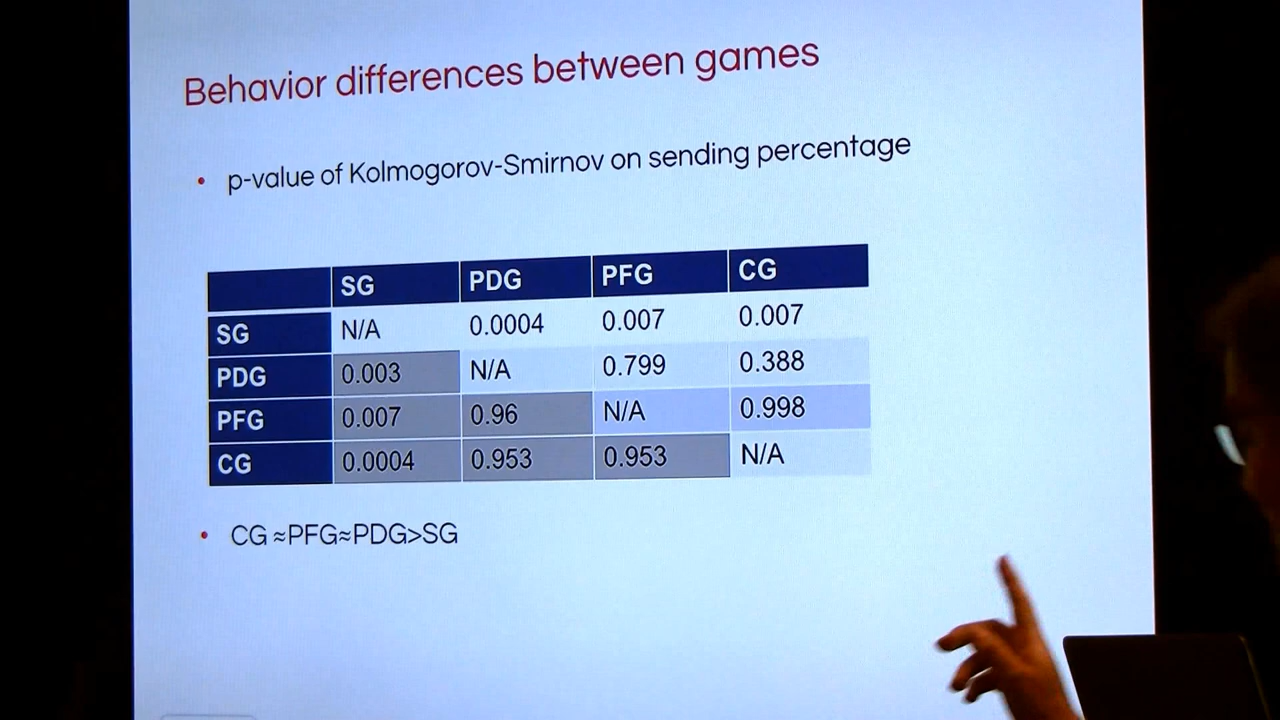 Behavior differences between games
• p-value of Kolmogorov-Smirnov on sending percentage
SG PDG PFG CG
SG N/A 0.0004 0.007 0.007
PDG 0.003 N/A 0.799 0.388
PFG 0.007 0.96 N/A 0.998
CG 0.0004 0.953 0.953 N/A
• CG ≈PFG≈PDG>SG